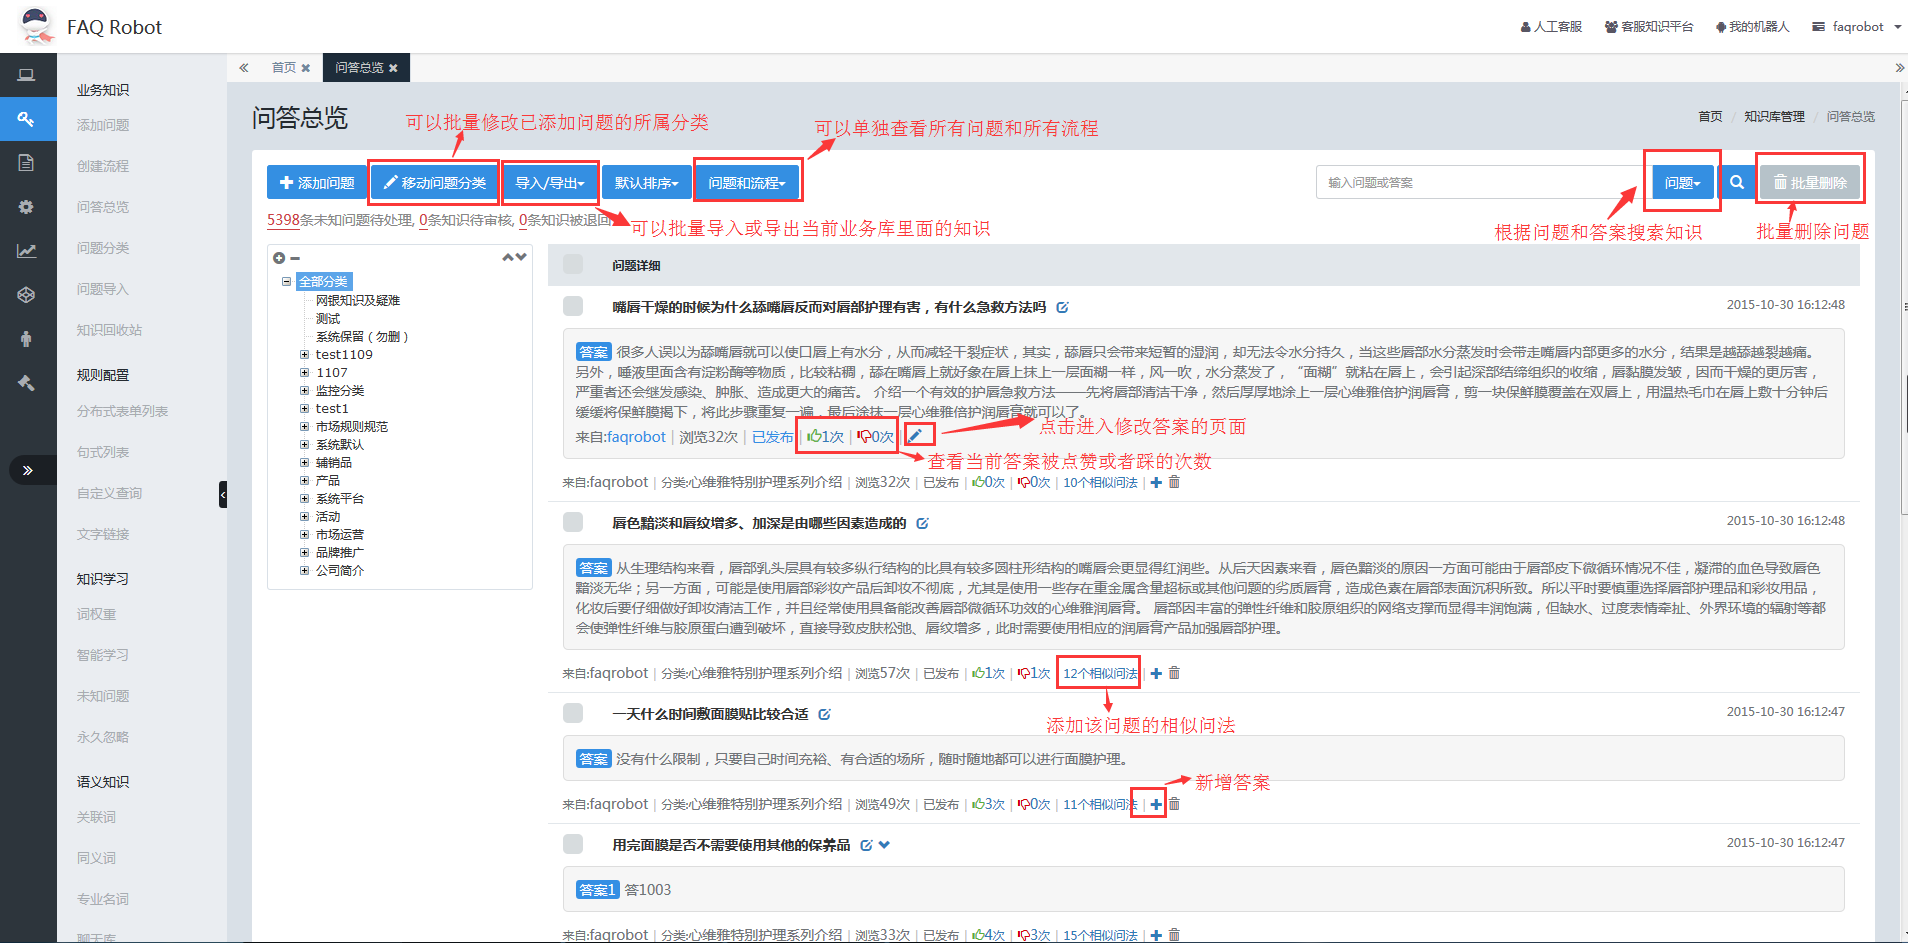 FAQ Robot
人工客服
客服知识平台
我的机器人
faqrobot
首页
问答总览
业务知识
添加问题
创建流程
问答总览
问题分类
问题导入
知识回收站
规则配置
分布式表单列表
句式列表
自定义查询
文字链接
知识学习
词权重
智能学习
未知问题
永久忽略
语义知识
关联词
同义词
专业名词
聊天库
问答总览
首页 / 知识库管理 / 问答总览
可以批量修改已添加问题的所属分类
可以单独查看所有问题和所有流程
添加问题
移动问题分类
导入/导出
默认排序
问题和流程
输入问题或答案
问题
批量删除
5398条未知问题待处理, 0条知识待审核, 0条知识被退回
可以批量导入或导出当前业务库里面的知识
根据问题和答案搜索知识
批量删除问题
全部分类
网银知识及疑难
测试
系统保留（勿删）
test1109
1107
监控分类
test1
市场规则规范
系统默认
辅销品
产品
系统平台
活动
市场运营
品牌推广
公司简介
问题详细
嘴唇干燥的时候为什么舔嘴唇反而对唇部护理有害，有什么急救方法吗
2015-10-30 16:12:48
答案 很多人误以为舔嘴唇就可以使口唇上有水分，从而减轻干裂症状，其实，舔唇只会带来短暂的湿润，却无法令水分持久，当这些唇部水分蒸发时会带走嘴唇内部更多的水分，结果是越舔越裂越痛。
另外，唾液里面含有淀粉酶等物质，比较粘稠，舔在嘴唇上就好象在唇上抹上一层面糊一样，风一吹，水分蒸发了，“面糊”就粘在唇上，会引起深部结缔组织的收缩，唇黏膜发皱，因而干燥的更厉害，
严重者还会继发感染、肿胀、造成更大的痛苦。 介绍一个有效的护唇急救方法——先将唇部清洁干净，然后厚厚地涂上一层心维雅倍护润唇膏，剪一块保鲜膜覆盖在双唇上，用温热毛巾在唇上敷十分钟后
缓缓将保鲜膜揭下，将此步骤重复一遍，最后涂抹一层心维雅倍护润唇膏就可以了。
来自:faqrobot | 浏览32次 | 已发布 | 1次 | 0次
点击进入修改答案的页面
查看当前答案被点赞或者踩的次数
来自:faqrobot | 分类:心维雅特别护理系列介绍 | 浏览32次 | 已发布 | 0次 | 0次 | 10个相似问法
唇色黯淡和唇纹增多、加深是由哪些因素造成的
2015-10-30 16:12:48
答案 从生理结构来看，唇部乳头层具有较多纵行结构的比具有较多圆柱形结构的嘴唇会更显得红润些。从后天因素来看，唇色黯淡的原因一方面可能由于唇部皮下微循环情况不佳，凝滞的血色导致唇色
黯淡无华；另一方面，可能是使用唇部彩妆产品后卸妆不彻底，尤其是使用一些存在重金属含量超标或其他问题的劣质唇膏，造成色素在唇部表面沉积所致。所以平时要慎重选择唇部护理品和彩妆用品，
化妆后要仔细做好卸妆清洁工作，并且经常使用具备能改善唇部微循环功效的心维雅润唇膏。 唇部因丰富的弹性纤维和胶原组织的网络支撑而显得丰润饱满，但缺水、过度表情牵扯、外界环境的辐射等都
会使弹性纤维与胶原蛋白遭到破坏，直接导致皮肤松弛、唇纹增多，此时需要使用相应的润唇膏产品加强唇部护理。
来自:faqrobot | 分类:心维雅特别护理系列介绍 | 浏览57次 | 已发布 | 1次 | 1次 | 12个相似问法
添加该问题的相似问法
一天什么时间敷面膜贴比较合适
2015-10-30 16:12:47
答案 没有什么限制，只要自己时间充裕、有合适的场所，随时随地都可以进行面膜护理。
新增答案
来自:faqrobot | 分类:心维雅特别护理系列介绍 | 浏览49次 | 已发布 | 3次 | 0次 | 11个相似问法
用完面膜是否不需要使用其他的保养品
2015-10-30 16:12:47
答案1 答1003
来自:faqrobot | 分类:心维雅特别护理系列介绍 | 浏览33次 | 已发布 | 4次 | 3次 | 15个相似问法